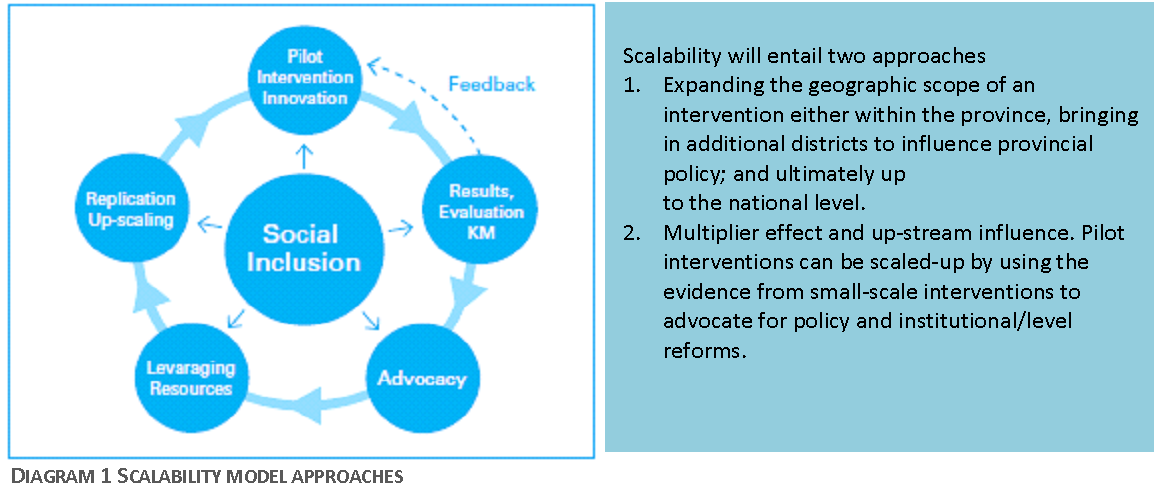 Pilot
Intervention
Innovation
Feedback
Results,
Evaluation
KM
Replication
Up-scaling
Social
Inclusion
Levaraging
Resources
Advocacy
Scalability will entail two approaches
1. Expanding the geographic scope of an
intervention either within the province, bringing
in additional districts to influence provincial
policy; and ultimately up
to the national level.
2. Multiplier effect and up-stream influence. Pilot
interventions can be scaled-up by using the
evidence from small-scale interventions to
advocate for policy and institutional/level
reforms.
DIAGRAM 1 SCALABILITY MODEL APPROACHES